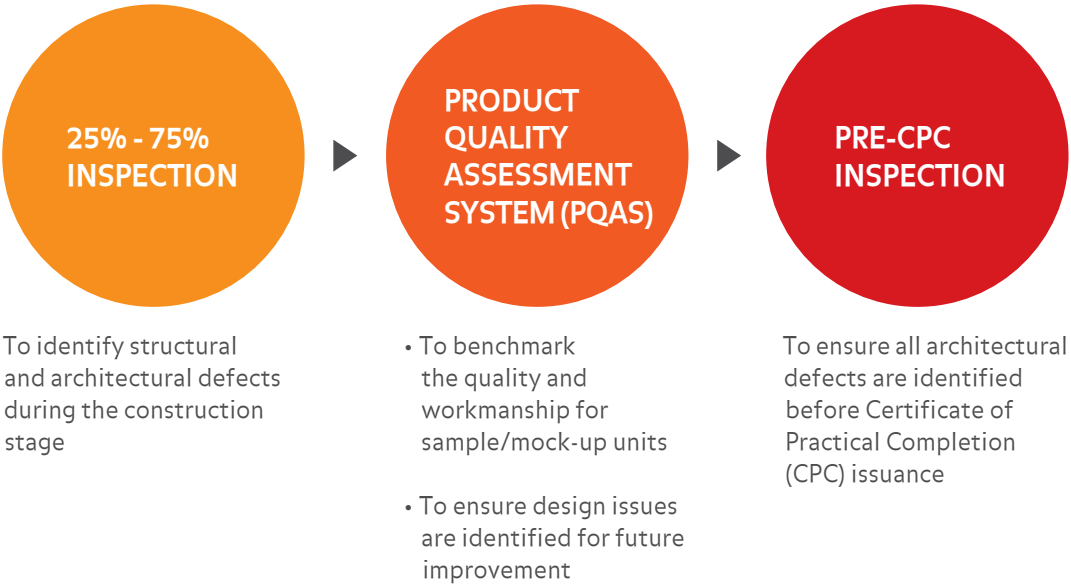 25% - 75%
INSPECTION
PRODUCT
QUALITY
ASSESSMENT
SYSTEM (PQAS)
PRE-CPC
INSPECTION
To identify structural
and architectural defects
during the construction
stage
• To benchmark
the quality and
workmanship for
sample/mock-up units
• To ensure design issues
are identified for future
improvement
To ensure all architectural
defects are identified
before Certificate of
Practical Completion
(CPC) issuance